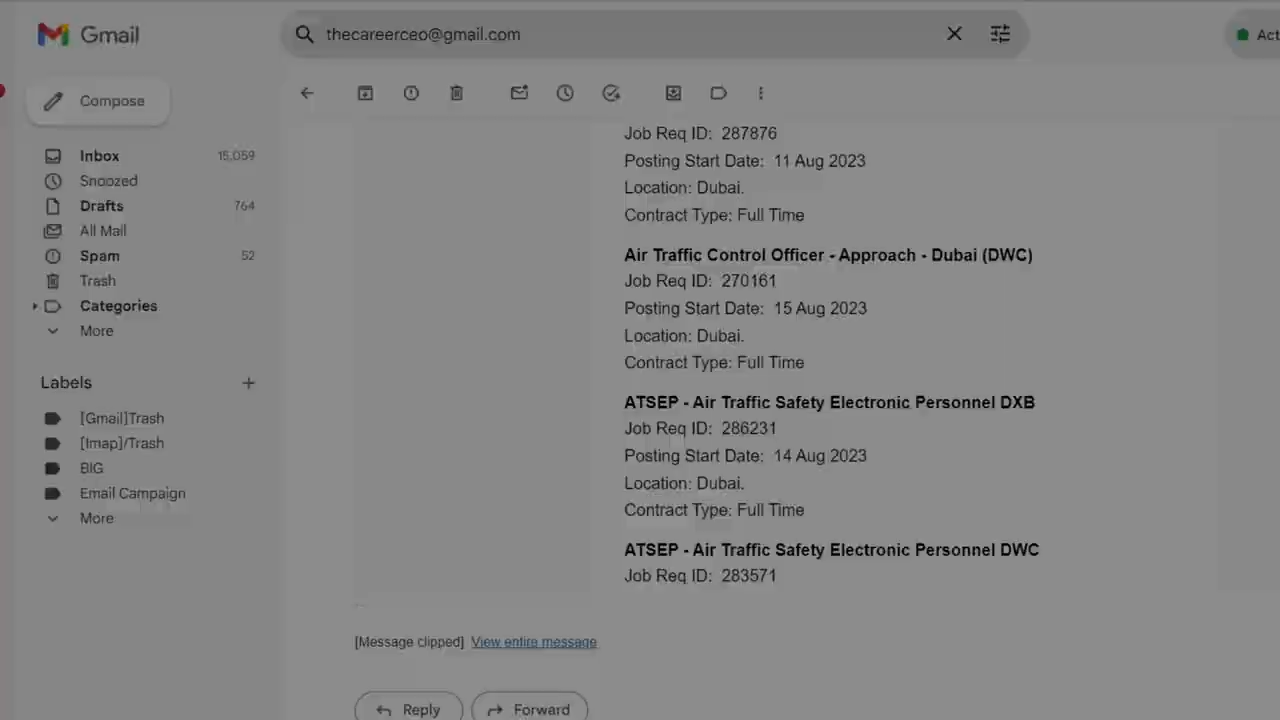 Gmail
thecareerceo@gmail.com
Act
Compose
Inbox 15,059
Snoozed
Drafts 764
All Mail
Spam 52
Trash
Categories
More
Labels +
[Gmail]Trash
[Imap]/Trash
BIG
Email Campaign
More
Job Req ID: 287876
Posting Start Date: 11 Aug 2023
Location: Dubai.
Contract Type: Full Time
Air Traffic Control Officer - Approach - Dubai (DWC)
Job Req ID: 270161
Posting Start Date: 15 Aug 2023
Location: Dubai.
Contract Type: Full Time
ATSEP - Air Traffic Safety Electronic Personnel DXB
Job Req ID: 286231
Posting Start Date: 14 Aug 2023
Location: Dubai.
Contract Type: Full Time
ATSEP - Air Traffic Safety Electronic Personnel DWC
Job Req ID: 283571
...
[Message clipped] View entire message
Reply Forward